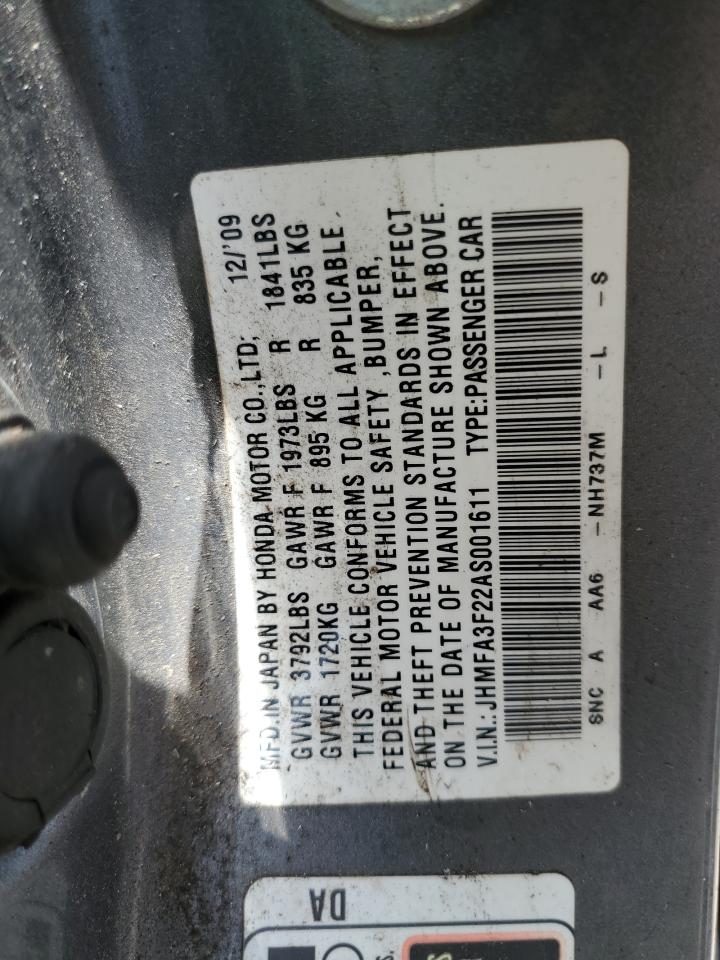 MFD.IN JAPAN BY HONDA MOTOR CO.,LTD; 12/'09
GVWR 3792LBS GAWR F 1973LBS R 1841LBS
GVWR 1720KG GAWR F 895 KG R 835 KG
THIS VEHICLE CONFORMS TO ALL APPLICABLE
FEDERAL MOTOR VEHICLE SAFETY ,BUMPER,
AND THEFT PREVENTION STANDARDS IN EFFECT
ON THE DATE OF MANUFACTURE SHOWN ABOVE.
V.I.N.: JHMFA3F22AS001611 TYPE:PASSENGER CAR
SNC A AA6 - NH737M - L - S
DA